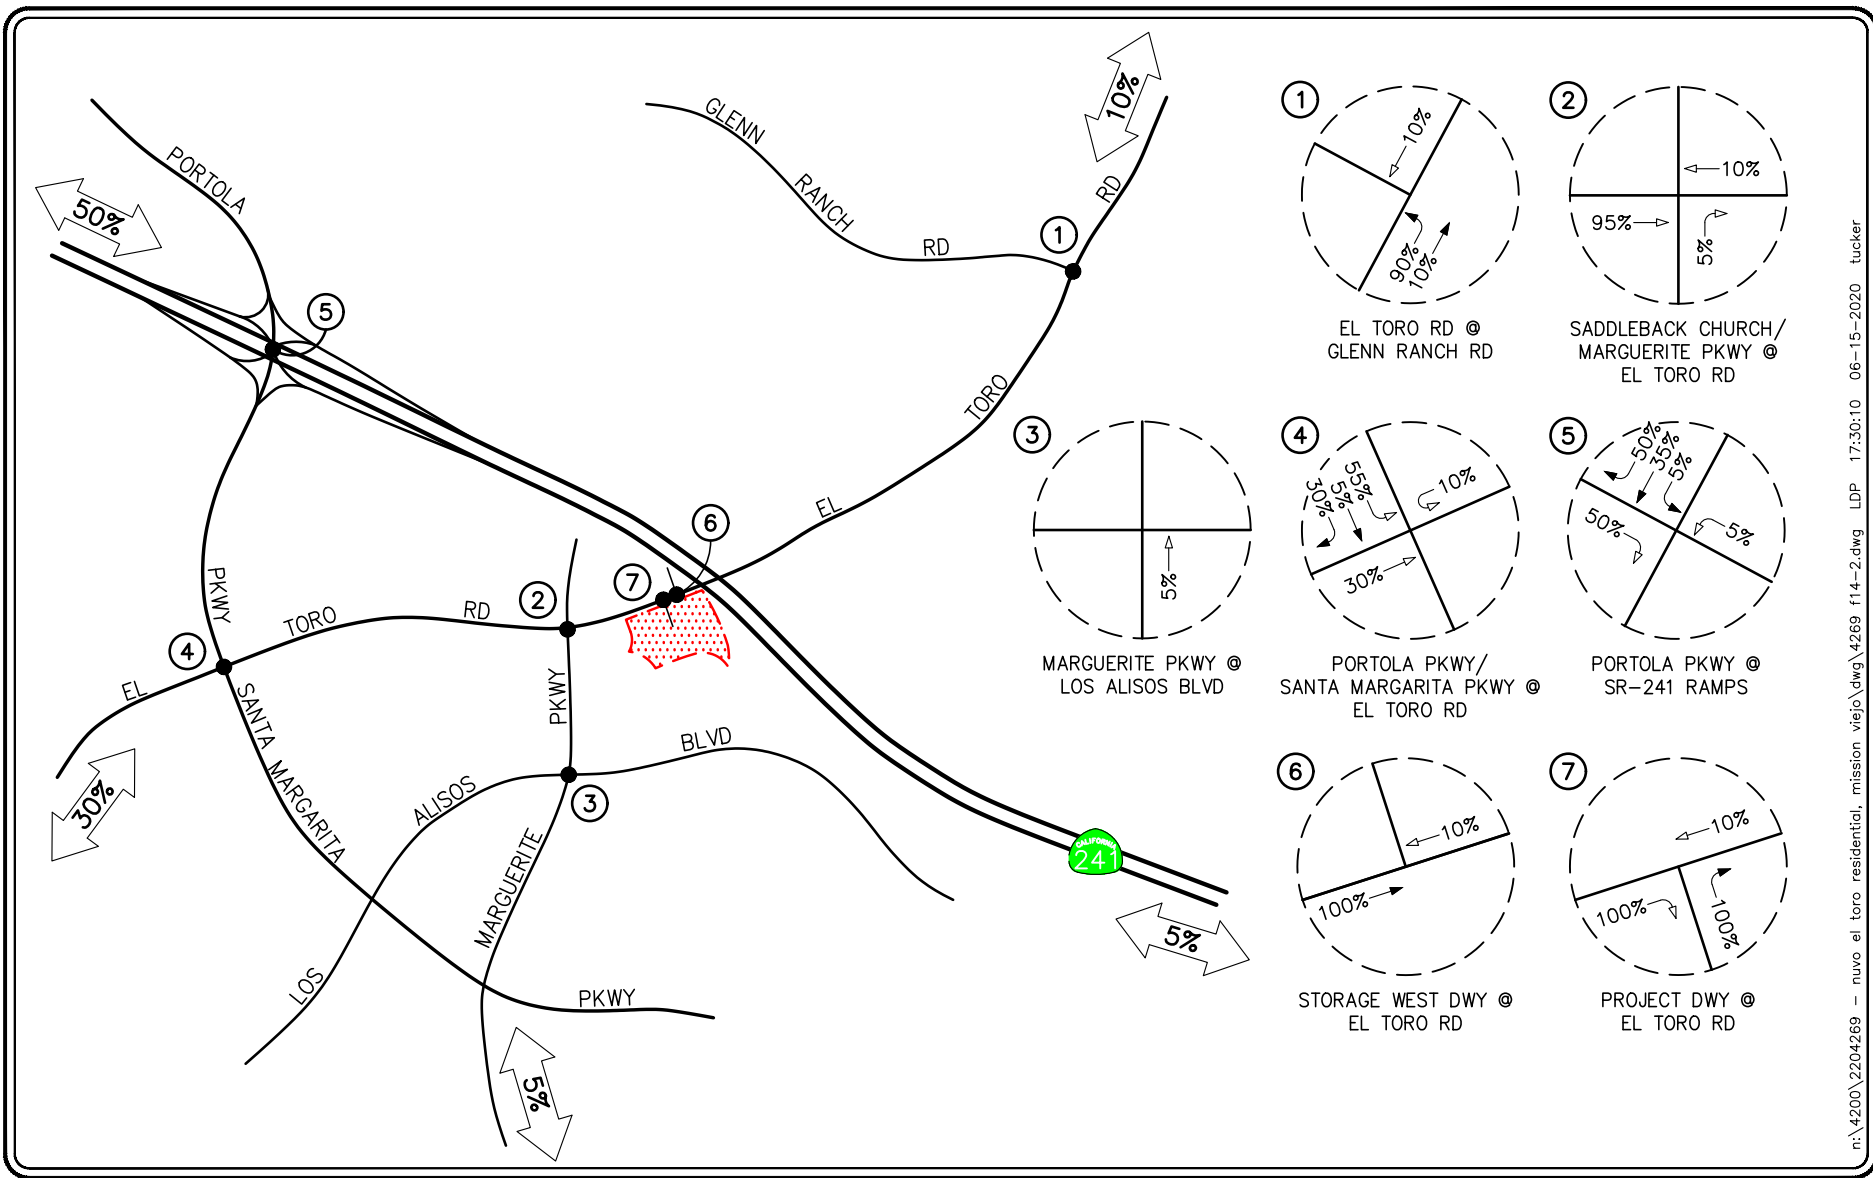 PORTOLA
50%
GLENN
RANCH
RD
10%
RD
1
5
TORO
EL
6
7
2
PKWY
TORO
RD
4
EL
SANTA
MARGARITA
PKWY
PKWY
BLVD
ALISOS
3
MARGUERITE
LOS
30%
5%
CALIFORNIA
241
5%
1
10%
90%
10%
EL TORO RD @
GLENN RANCH RD
2
10%
95%
5%
SADDLEBACK CHURCH/
MARGUERITE PKWY @
EL TORO RD
3
5%
MARGUERITE PKWY @
LOS ALISOS BLVD
4
55%
5%
30%
10%
30%
PORTOLA PKWY/
SANTA MARGARITA PKWY @
EL TORO RD
5
50%
35%
5%
50%
5%
PORTOLA PKWY @
SR-241 RAMPS
6
10%
100%
STORAGE WEST DWY @
EL TORO RD
7
10%
100%
100%
PROJECT DWY @
EL TORO RD
n:\4200\2204269 - nuvo el toro residential, mission viejo\dwg\4269 f14-2.dwg LDP 17:30:10 06-15-2020 tucker